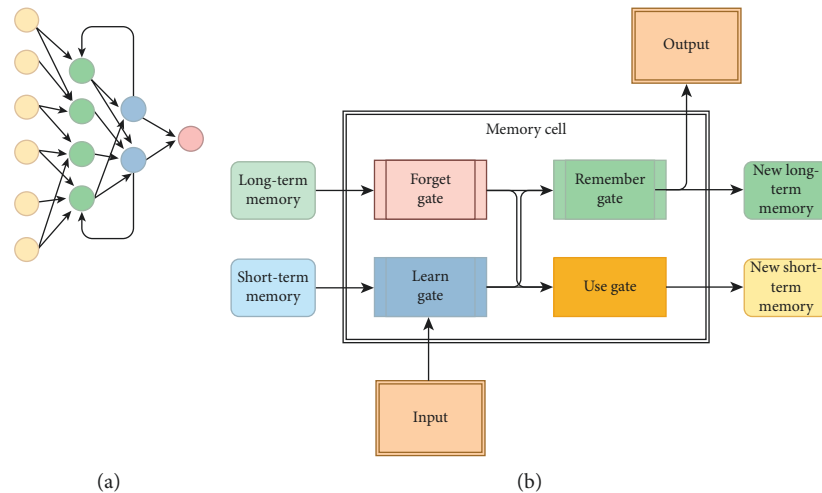 Output
Memory cell
Long-term
memory
Forget
gate
Remember
gate
New long-
term
memory
Short-term
memory
Learn
gate
Use gate
New short-
term
memory
Input
(a)
(b)